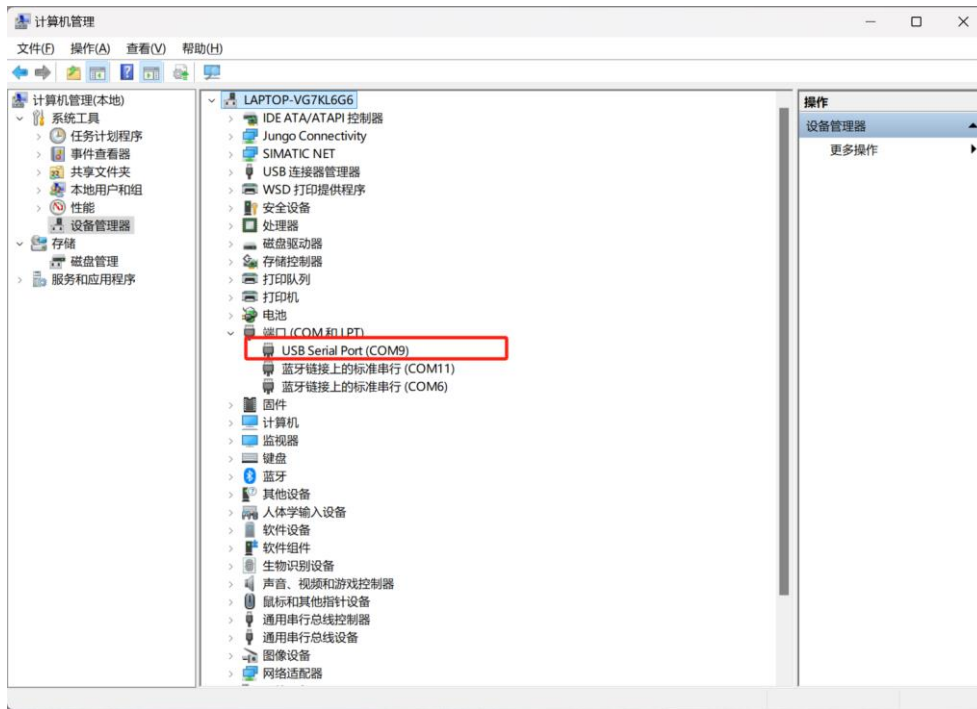 计算机管理
文件(F) 操作(A) 查看(V) 帮助(H)
计算机管理(本地)
系统工具
任务计划程序
事件查看器
共享文件夹
本地用户和组
性能
设备管理器
存储
磁盘管理
服务和应用程序
LAPTOP-VG7KL6G6
IDE ATA/ATAPI 控制器
Jungo Connectivity
SIMATIC NET
USB 连接器管理器
WSD 打印提供程序
安全设备
处理器
磁盘驱动器
存储控制器
打印队列
打印机
电池
端口 (COM 和 LPT)
USB Serial Port (COM9)
蓝牙链接上的标准串行 (COM11)
蓝牙链接上的标准串行 (COM6)
固件
计算机
监视器
键盘
蓝牙
其他设备
人体学输入设备
软件设备
软件组件
生物识别设备
声音、视频和游戏控制器
鼠标和其他指针设备
通用串行总线控制器
通用串行总线设备
图像设备
网络适配器
操作
设备管理器
更多操作